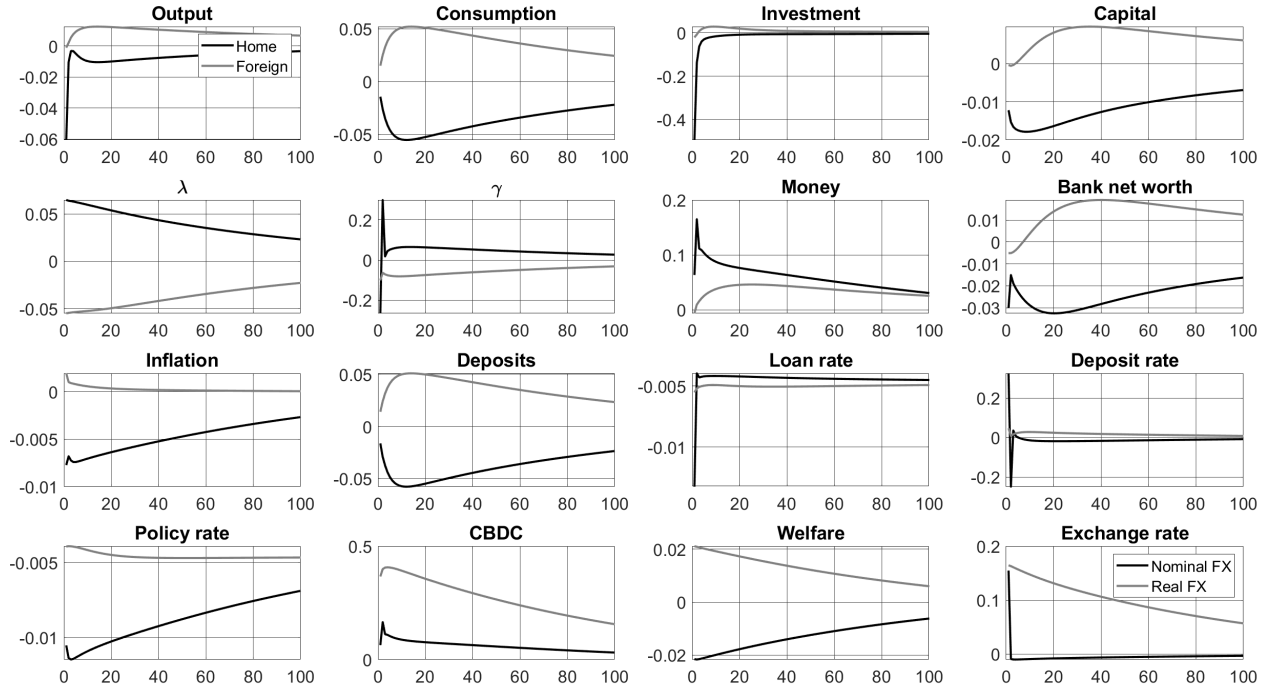 Output
0
-0.02
-0.04
-0.06
0 20 40 60 80 100
Home
Foreign
Consumption
0.05
0
-0.05
0 20 40 60 80 100
Investment
0
-0.2
-0.4
0 20 40 60 80 100
Capital
0
-0.01
-0.02
0 20 40 60 80 100
λ
0.05
0
-0.05
0 20 40 60 80 100
γ
0.2
0
-0.2
0 20 40 60 80 100
Money
0.2
0.1
0
0 20 40 60 80 100
Bank net worth
0.01
0
-0.01
-0.02
-0.03
0 20 40 60 80 100
Inflation
0
-0.005
-0.01
0 20 40 60 80 100
Deposits
0.05
0
-0.05
0 20 40 60 80 100
Loan rate
-0.005
-0.01
0 20 40 60 80 100
Deposit rate
0.2
0
-0.2
0 20 40 60 80 100
Policy rate
-0.005
-0.01
0 20 40 60 80 100
CBDC
0.5
0
0 20 40 60 80 100
Welfare
0.02
0
-0.02
0 20 40 60 80 100
Exchange rate
0.2
0.1
0
0 20 40 60 80 100
Nominal FX
Real FX